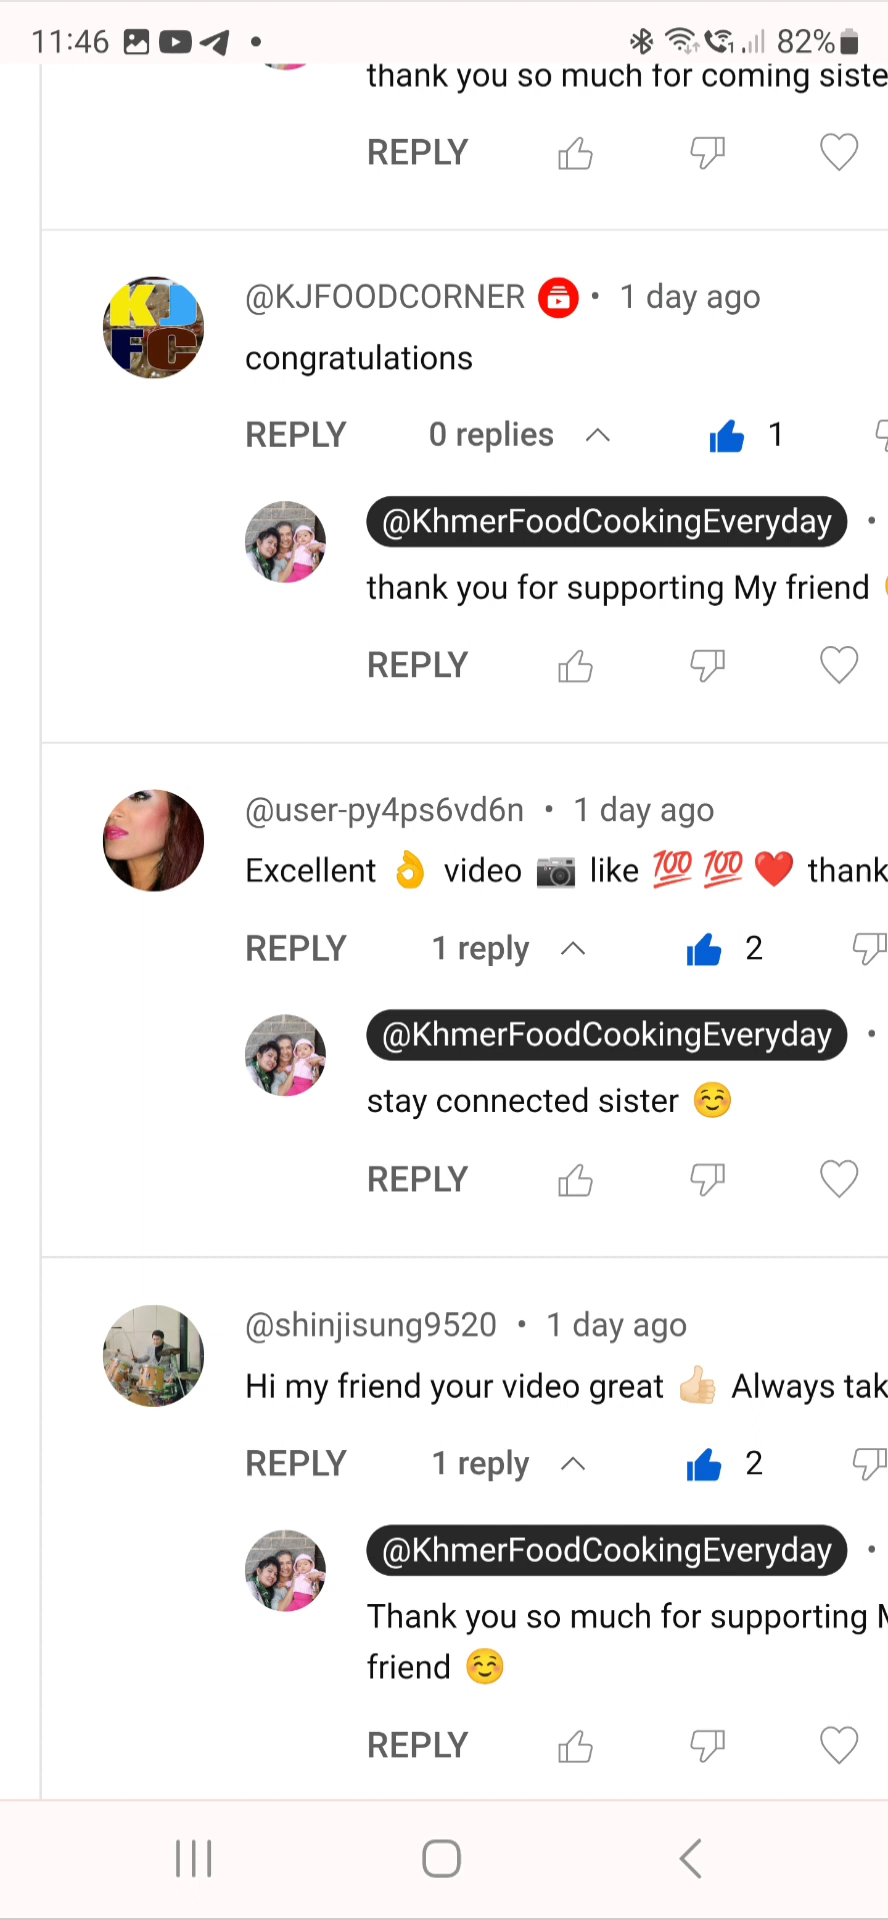 11:46 82%
thank you so much for coming siste
REPLY
KJ
FC
@KJFOODCORNER • 1 day ago
congratulations
REPLY 0 replies 1
@KhmerFoodCookingEveryday •
thank you for supporting My friend
REPLY
@user-py4ps6vd6n • 1 day ago
Excellent 👌 video 📷 like 💯 💯 ❤️ thank
REPLY 1 reply 2
@KhmerFoodCookingEveryday •
stay connected sister ☺️
REPLY
@shinjisung9520 • 1 day ago
Hi my friend your video great 👍🏻 Always tak
REPLY 1 reply 2
@KhmerFoodCookingEveryday •
Thank you so much for supporting
friend ☺️
REPLY